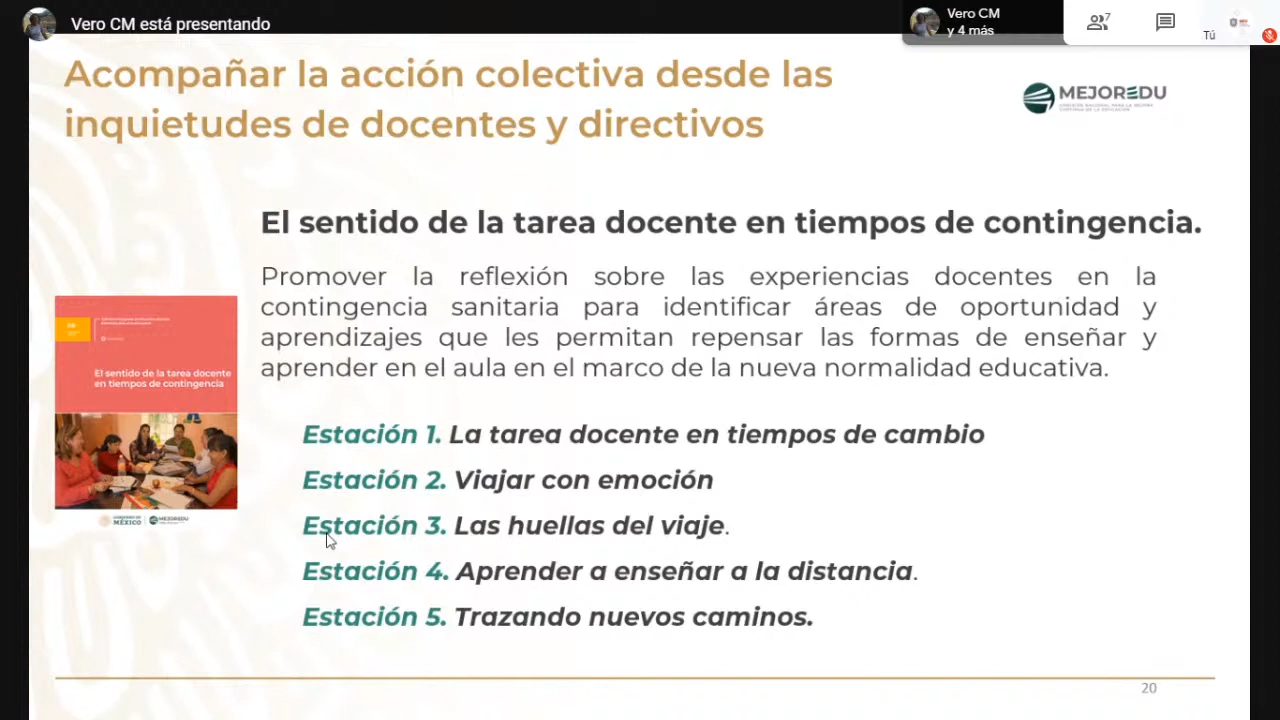 Vero CM está presentando
Vero CM
y 4 más
7
Tú
Acompañar la acción colectiva desde las
inquietudes de docentes y directivos
MEJOREDU
El sentido de la tarea docente en tiempos de contingencia.
Promover la reflexión sobre las experiencias docentes en la
contingencia sanitaria para identificar áreas de oportunidad y
aprendizajes que les permitan repensar las formas de enseñar y
aprender en el aula en el marco de la nueva normalidad educativa.
El sentido de la tarea docente
en tiempos de contingencia
MÉXICO
MEJOREDU
Estación 1. La tarea docente en tiempos de cambio
Estación 2. Viajar con emoción
Estación 3. Las huellas del viaje.
Estación 4. Aprender a enseñar a la distancia.
Estación 5. Trazando nuevos caminos.
20